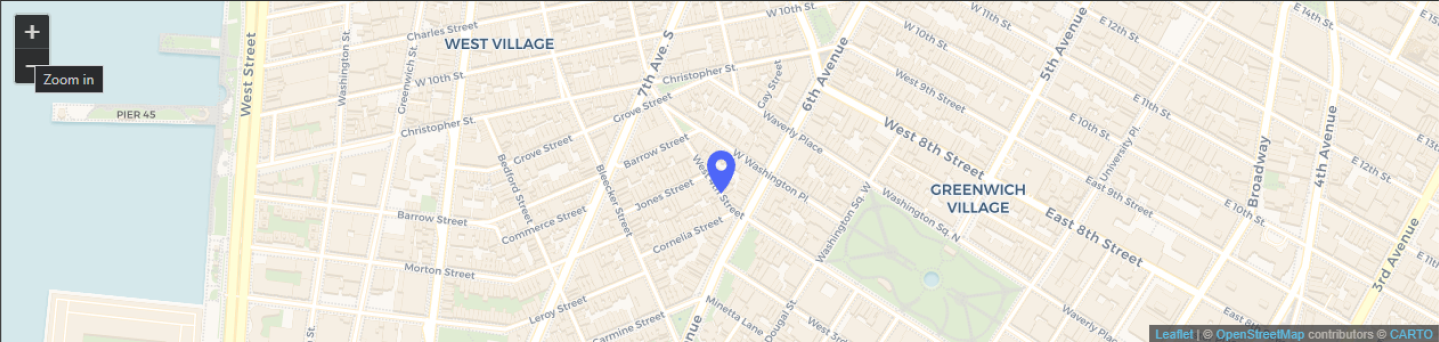 +
−
Zoom in
PIER 45
West Street
Washington St.
Greenwich St.
Charles Street
WEST VILLAGE
W 10th St.
Christopher St.
7th Ave. S
Christopher St.
W 10th St.
Grove Street
Grove Street
Barrow Street
Bedford Street
Bleecker Street
Jones Street
Barrow Street
Commerce Street
Cornelia Street
Morton Street
Leroy Street
Carmine Street
West 4th Street
Gay Street
Waverly Place
W Washington Pl.
6th Avenue
Minetta Lane
West 3rd
Washington Sq. W
Washington Sq. N
W 10th St.
W 11th St.
West 9th Street
West 8th Street
GREENWICH
VILLAGE
5th Avenue
E 14th St.
E 12th St.
E 11th St.
E 10th St.
University Pl.
East 9th Street
East 8th Street
Broadway
E 10th St.
4th Avenue
E 13th St.
E 12th St.
E 11th
3rd Avenue
Waverly Place
Leaflet | © OpenStreetMap contributors © CARTO